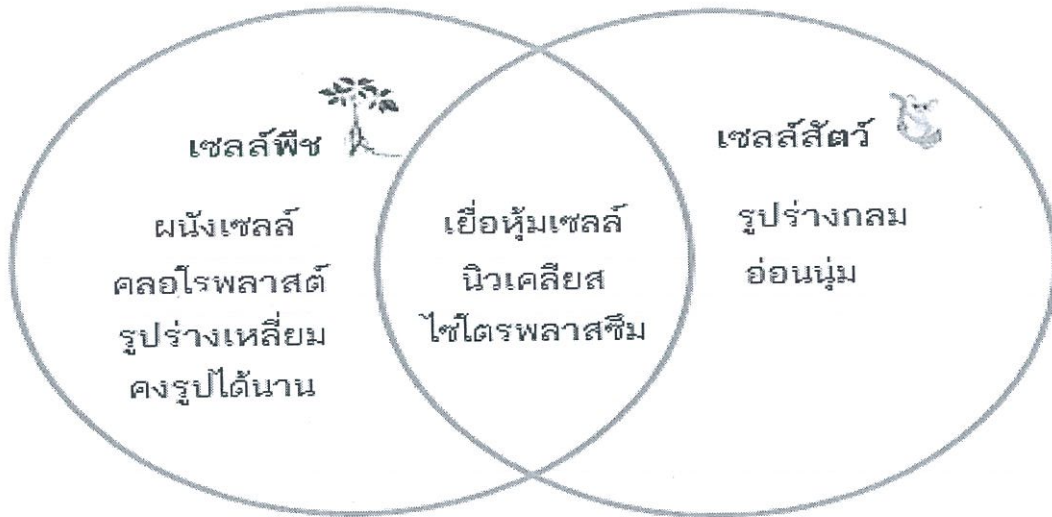 เซลล์พืช
ผนังเซลล์
คลอโรพลาสต์
รูปร่างเหลี่ยม
คงรูปได้นาน
เยื่อหุ้มเซลล์
นิวเคลียส
ไซโตรพลาสซึม
เซลล์สัตว์
รูปร่างกลม
อ่อนนุ่ม